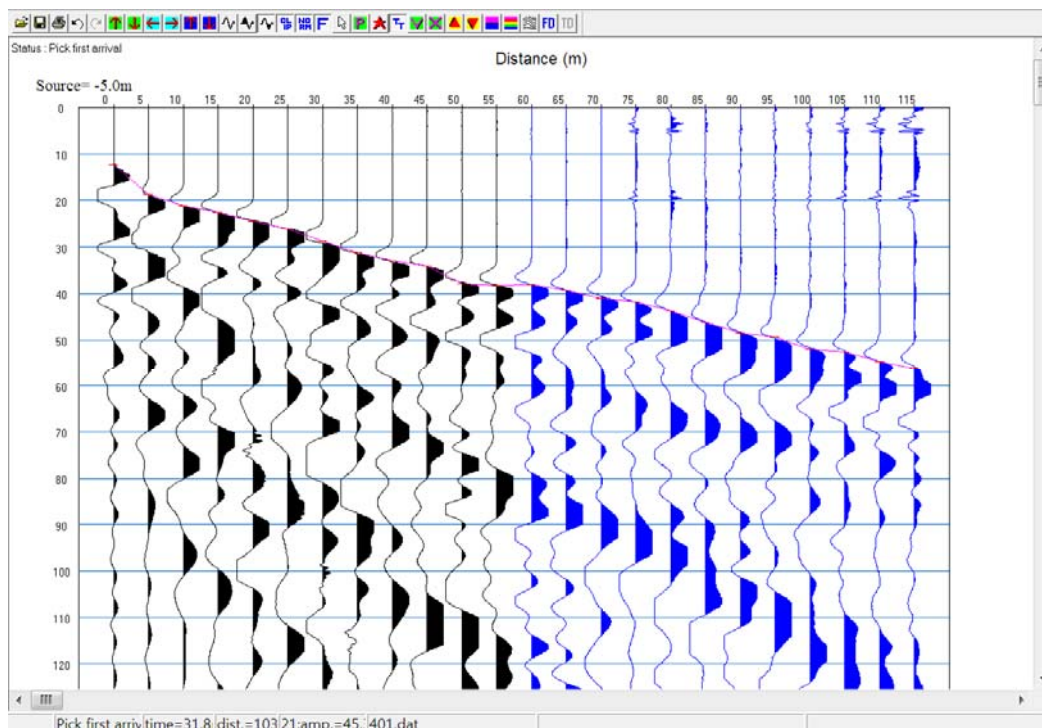 FD TD
Status : Pick first arrival
Distance (m)
Source= -5.0m
0 5 10 15 20 25 30 35 40 45 50 55 60 65 70 75 80 85 90 95 100 105 110 115
0
10
20
30
40
50
60
70
80
90
100
110
120
Pick first arriv time=31.8 dist.=103 21:amp.=45. 401.dat